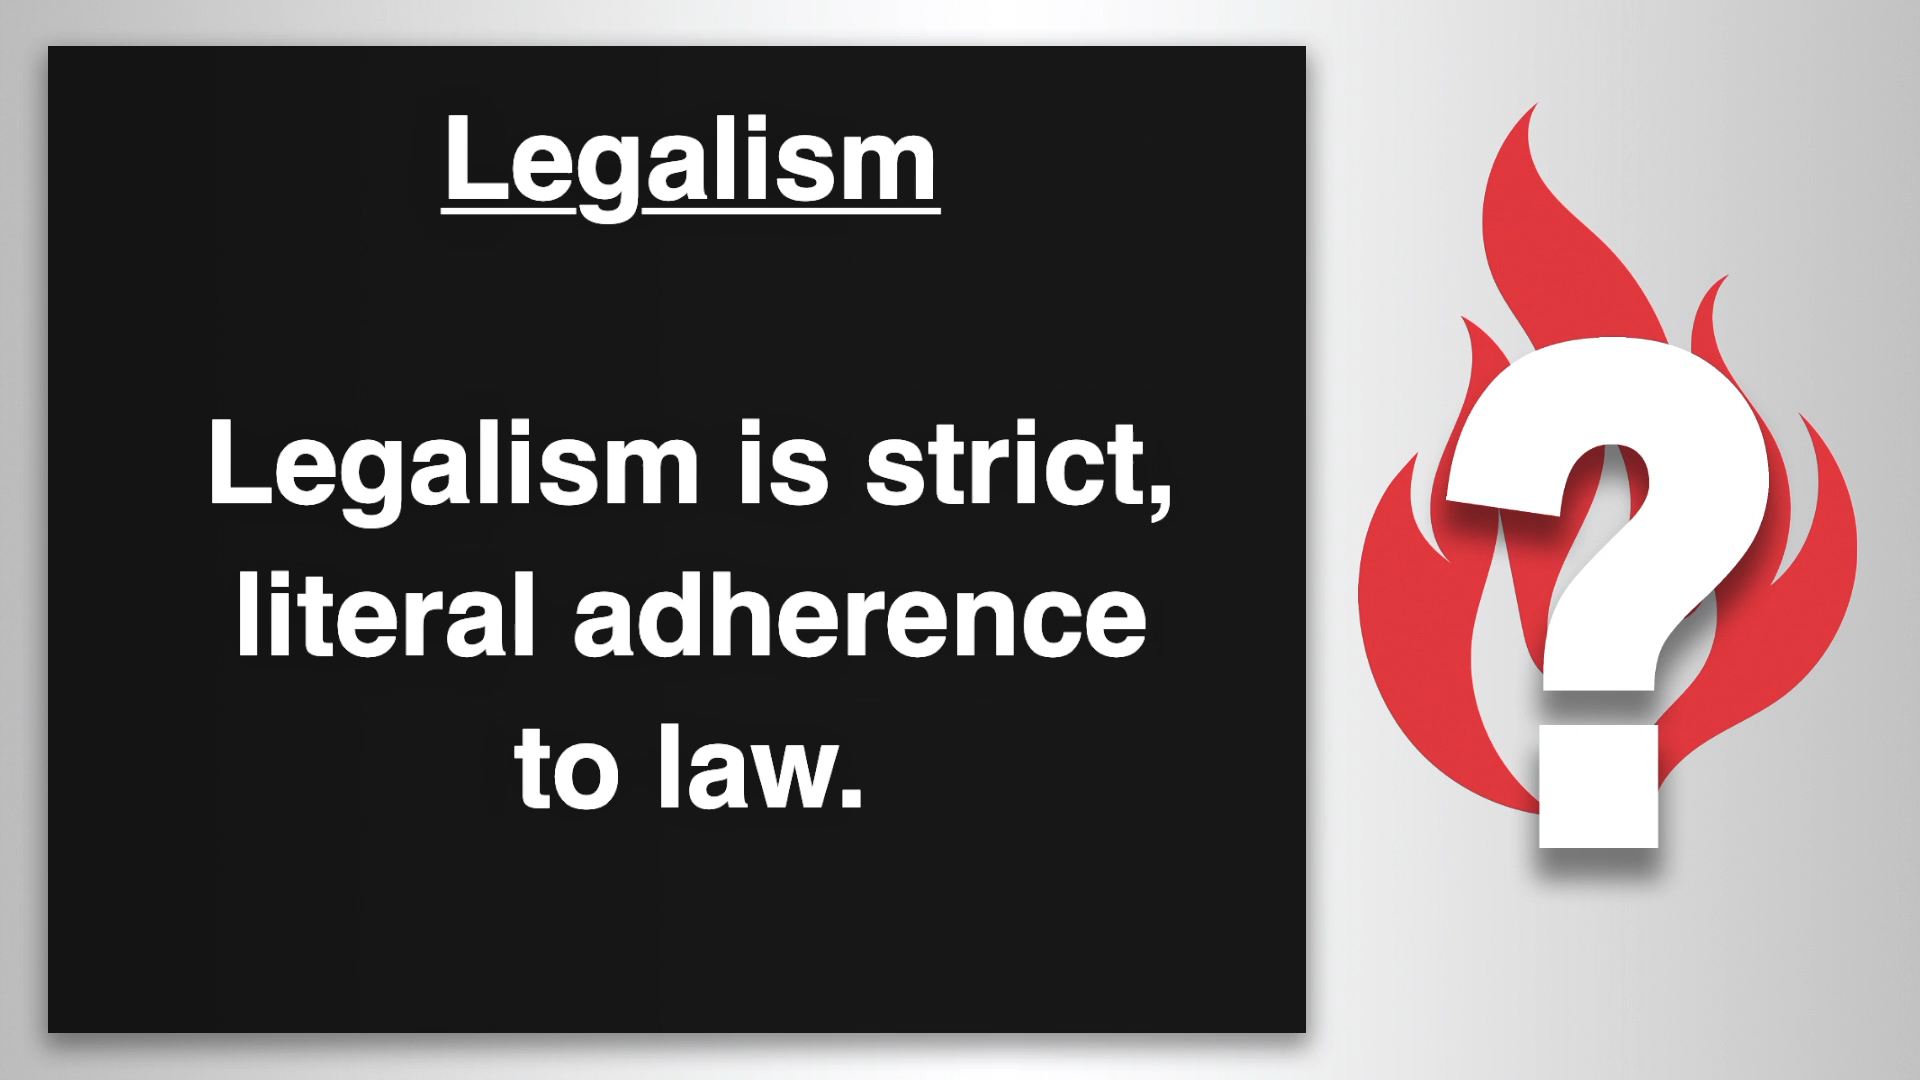 Legalism
Legalism is strict,
literal adherence
to law.
?